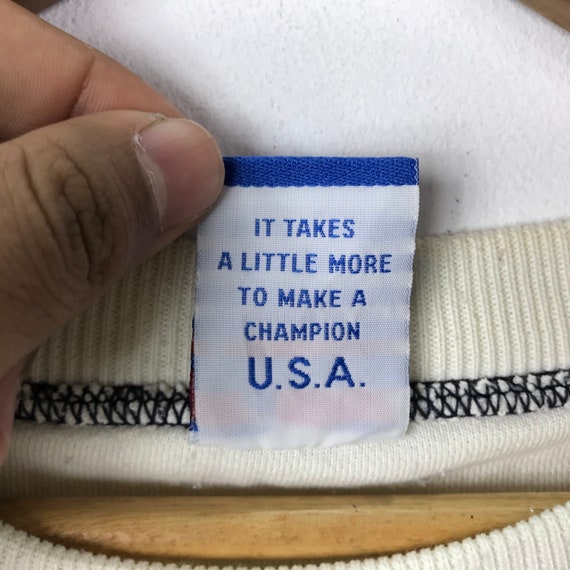 IT TAKES
A LITTLE MORE
TO MAKE A
CHAMPION
U.S.A.